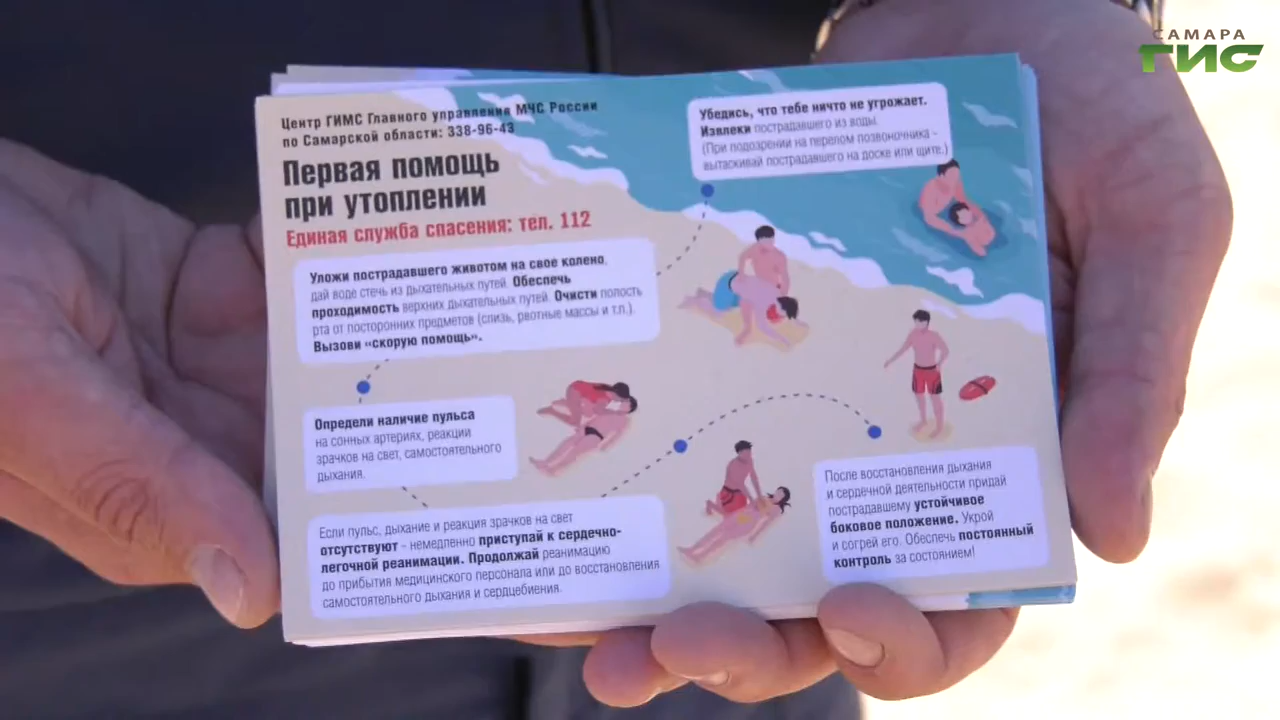 САМАРА
ГИС
Центр ГИМС Главного управления МЧС России
по Самарской области: 338-96-43
Первая помощь
при утоплении
Единая служба спасения: тел. 112
Убедись, что тебе ничто не угрожает.
Извлеки пострадавшего из воды.
(При подозрении на перелом позвоночника -
вытаскивай пострадавшего на доске или щите.)
Уложи пострадавшего животом на свое колено,
дай воде стечь из дыхательных путей. Обеспечь
проходимость верхних дыхательных путей. Очисти полость
рта от посторонних предметов (слизь, рвотные массы и т.п.).
Вызови «скорую помощь».
Определи наличие пульса
на сонных артериях, реакции
зрачков на свет, самостоятельного
дыхания.
Если пульс, дыхание и реакция зрачков на свет
отсутствуют - немедленно приступай к сердечно-
легочной реанимации. Продолжай реанимацию
до прибытия медицинского персонала или до восстановления
самостоятельного дыхания и сердцебиения.
После восстановления дыхания
и сердечной деятельности придай
пострадавшему устойчивое
боковое положение. Укрой
и согрей его. Обеспечь постоянный
контроль за состоянием!